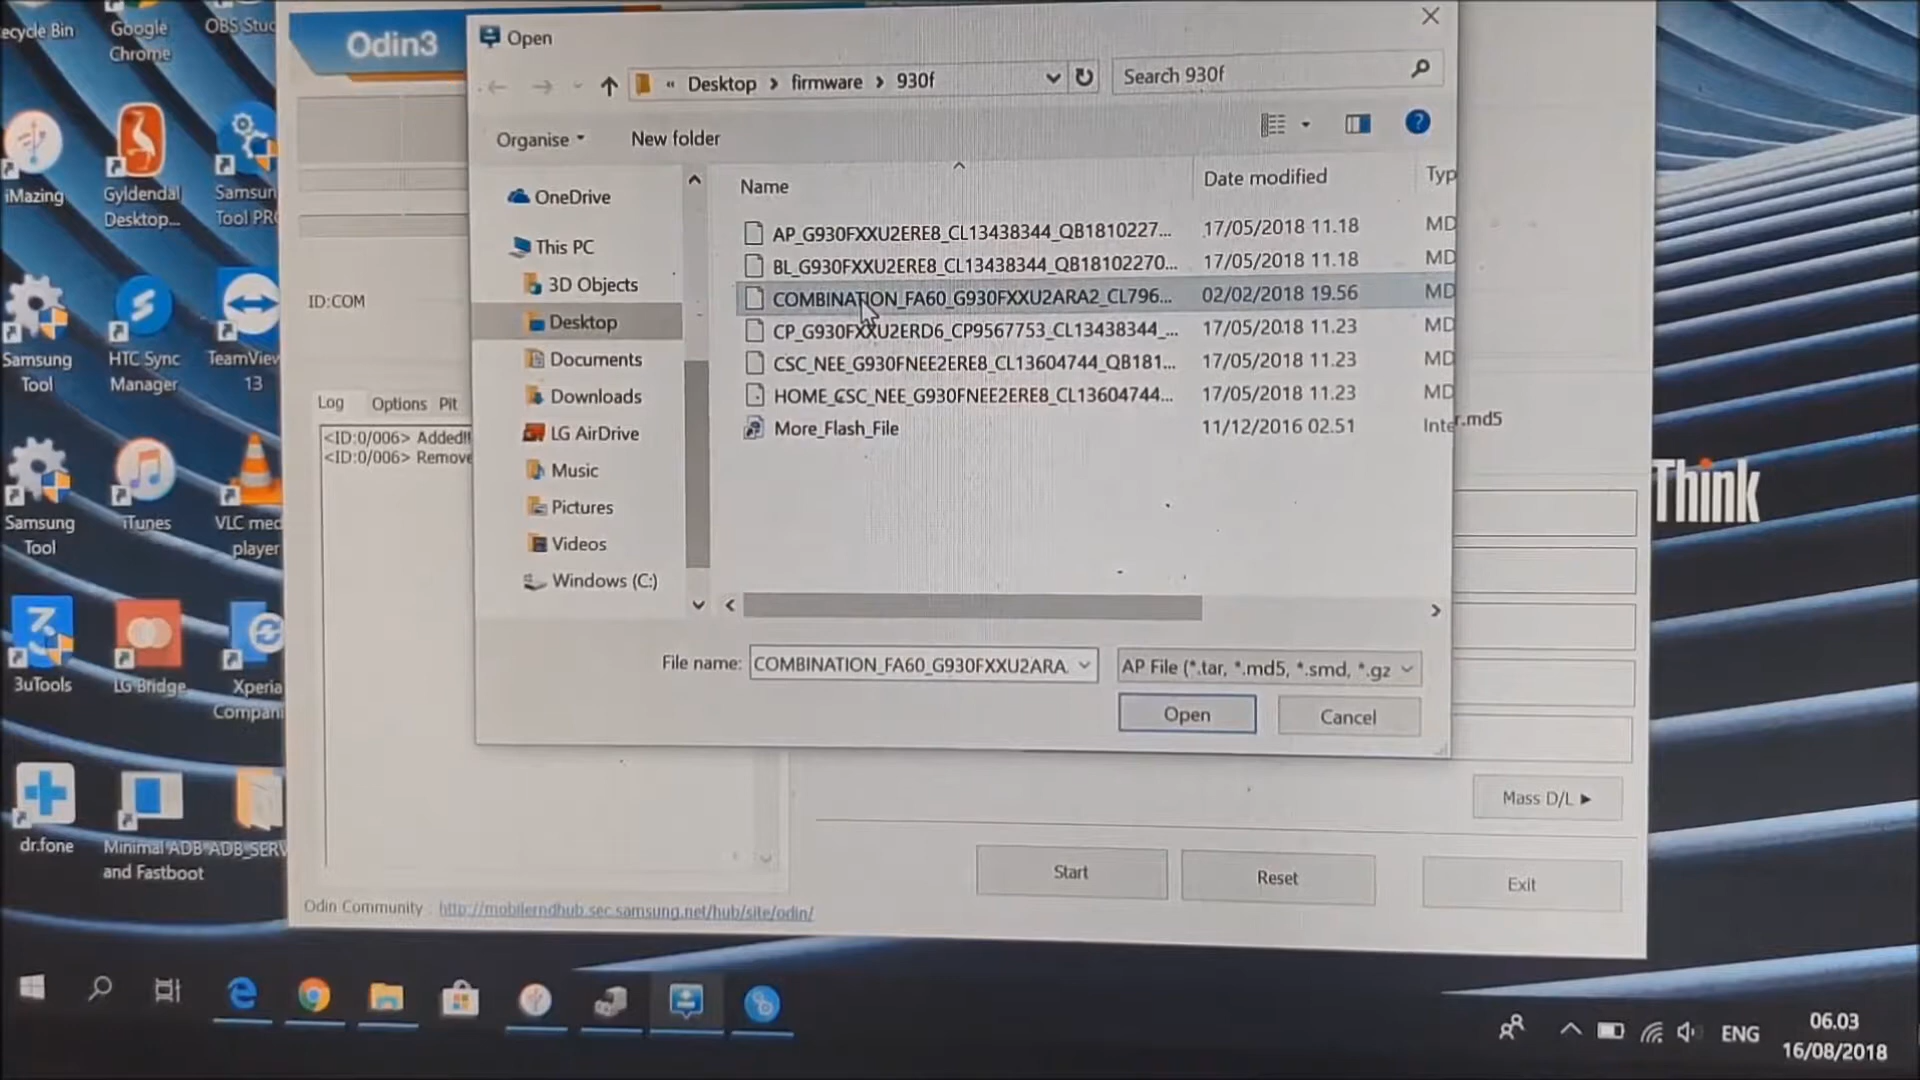 ecycle Bin
Google
Chrome
OBS Stuc
iMazing
Gyldendal
Desktop...
Samsun
Tool PRO
Samsung
Tool
HTC Sync
Manager
TeamView
13
Samsung
Tool
iTunes
VLC med
player
3uTools
LG Bridge
Xperia
Compani
dr.fone
Minimal ADB
and Fastboot
ADB_SERV
Odin3
ID:COM
Log
Options
Pit
<ID:0/006> Added!!
<ID:0/006> Remove
Open
« Desktop > firmware > 930f
Search 930f
Organise
New folder
OneDrive
This PC
3D Objects
Desktop
Documents
Downloads
LG AirDrive
Music
Pictures
Videos
Windows (C:)
Name
Date modified
Typ
AP_G930FXXU2ERE8_CL13438344_QB1810227... 17/05/2018 11.18 MD
BL_G930FXXU2ERE8_CL13438344_QB18102270... 17/05/2018 11.18 MD
COMBINATION_FA60_G930FXXU2ARA2_CL796... 02/02/2018 19.56 MD
CP_G930FXXU2ERD6_CP9567753_CL13438344_... 17/05/2018 11.23 MD
CSC_NEE_G930FNEE2ERE8_CL13604744_QB181... 17/05/2018 11.23 MD
HOME_CSC_NEE_G930FNEE2ERE8_CL13604744... 17/05/2018 11.23 MD
More_Flash_File 11/12/2016 02.51 Inte
r.md5
File name:
COMBINATION_FA60_G930FXXU2ARA
AP File (*.tar, *.md5, *.smd, *.gz
Open
Cancel
Think
Mass D/L ►
Start
Reset
Exit
Odin Community : http://mobilerndhub.sec.samsung.net/hub/site/odin/
ENG
06.03
16/08/2018